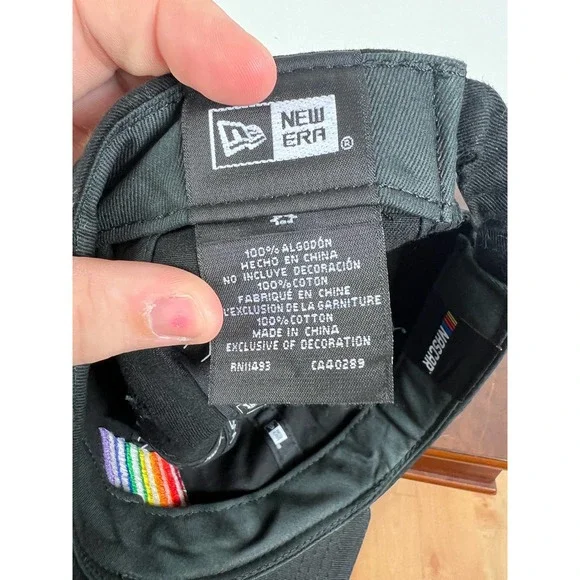 NEW
ERA
®
100% ALGODÓN
HECHO EN CHINA
NO INCLUYE DECORACIÓN
100% COTON
FABRIQUÉ EN CHINE
L'EXCLUSION DE LA GARNITURE
100% COTTON
MADE IN CHINA
EXCLUSIVE OF DECORATION
RN11493 CA40289
NASCAR